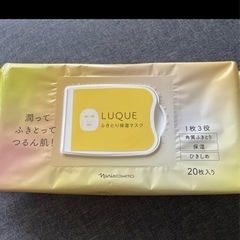 LUQUE
ふきとり保湿マスク
潤って
ふきとって
つるん肌！
1枚3役
角質ふきとり
保湿
ひきしめ
20枚入り